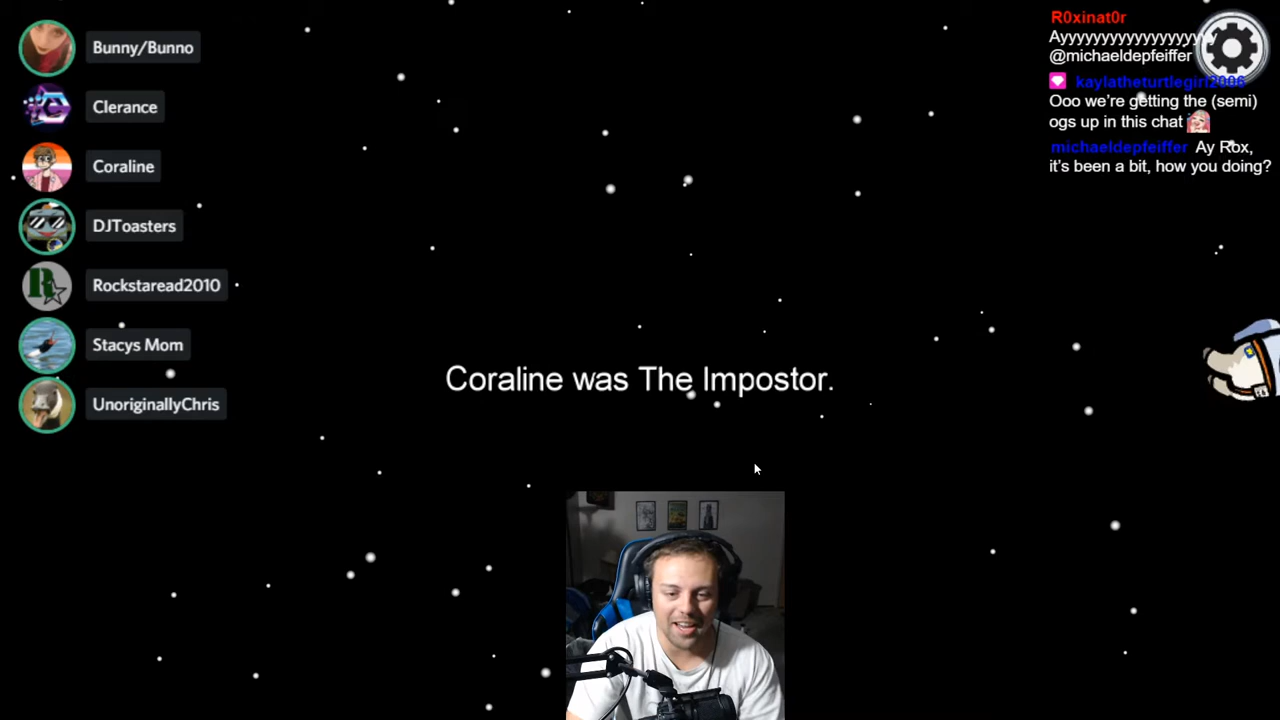 Bunny/Bunno
Clerance
Coraline
DJToasters
Rockstaread2010
Stacys Mom
UnoriginallyChris
R0xinat0r
Ayyyyyyyyyyyyyyyyyy
@michaeldepfeiffer
kaylatheturtlegirl2006
Ooo we’re getting the (semi)
ogs up in this chat
michaeldepfeiffer Ay Rox,
it’s been a bit, how you doing?
Coraline was The Impostor.